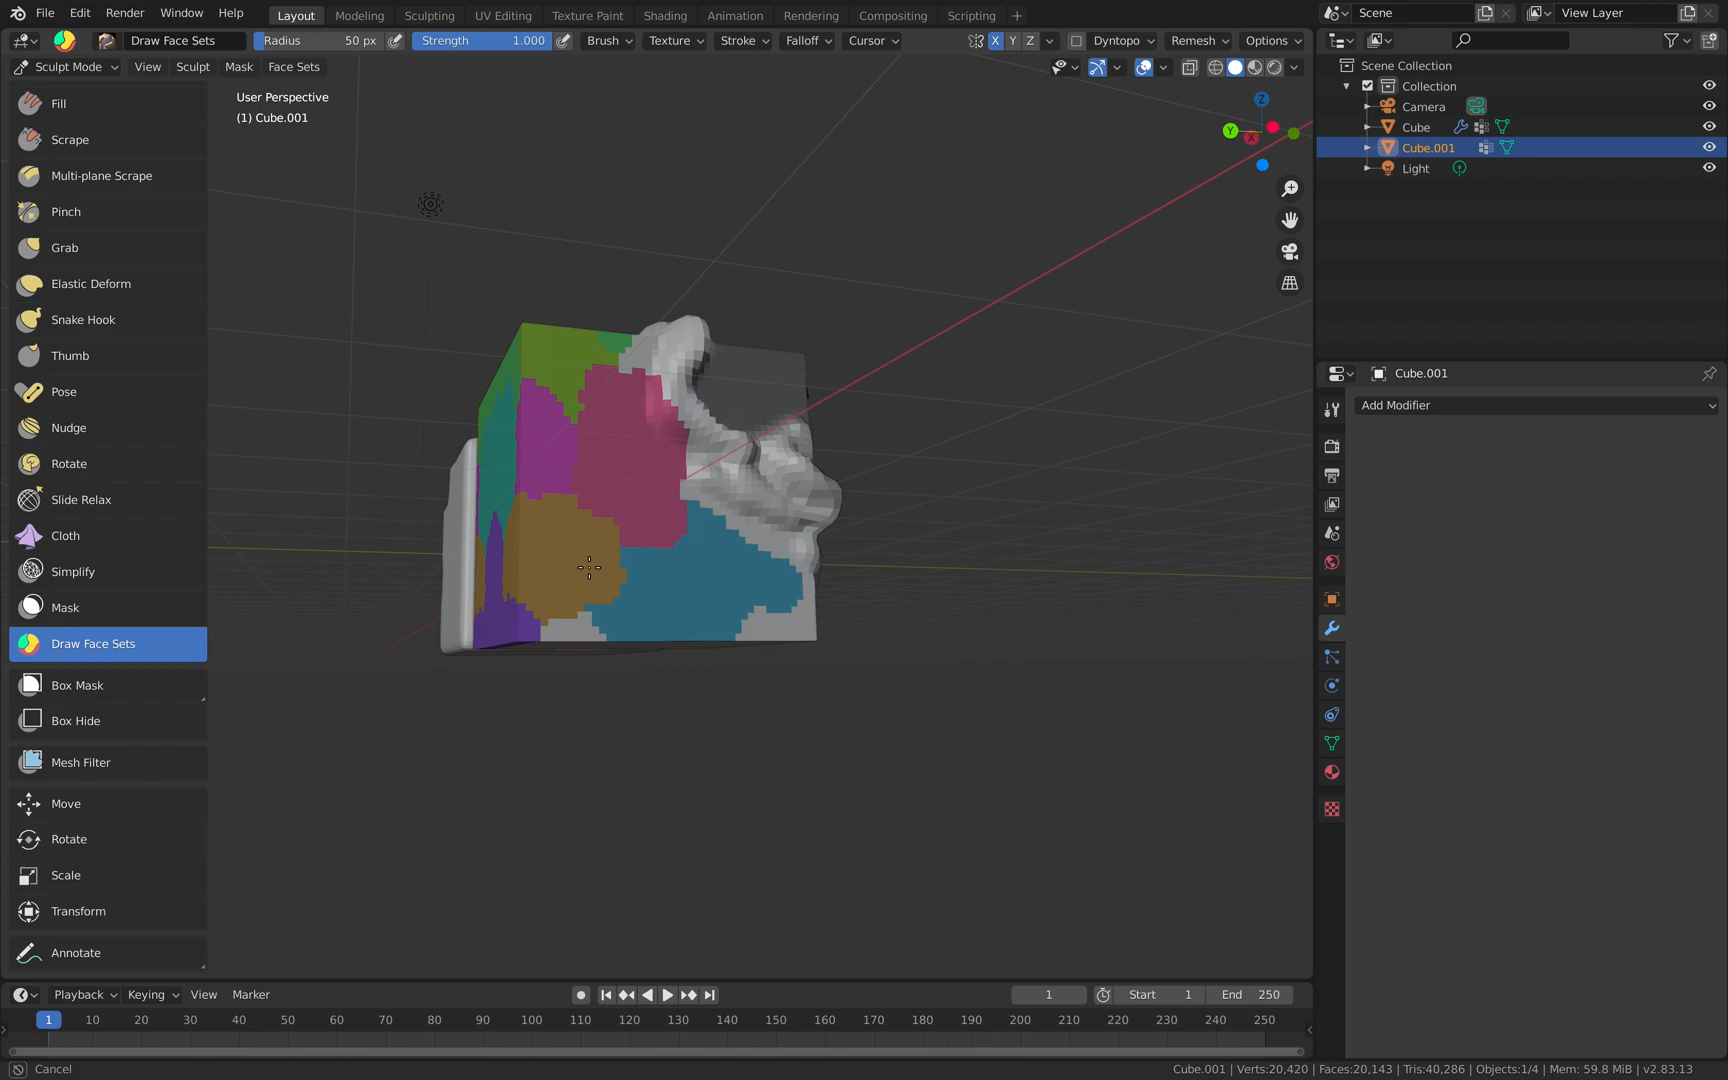 File Edit Render Window Help Layout Modeling Sculpting UV Editing Texture Paint Shading Animation Rendering Compositing Scripting + Scene View Layer
Draw Face Sets Radius 50 px Strength 1.000 Brush Texture Stroke Falloff Cursor X Y Z Dyntopo Remesh Options
Sculpt Mode View Sculpt Mask Face Sets
Scene Collection
Collection
Camera
Cube
Cube.001
Light
User Perspective
(1) Cube.001
Z
Y
X
Fill
Scrape
Multi-plane Scrape
Pinch
Grab
Elastic Deform
Snake Hook
Thumb
Pose
Nudge
Rotate
Slide Relax
Cloth
Simplify
Mask
Draw Face Sets
Box Mask
Box Hide
Mesh Filter
Move
Rotate
Scale
Transform
Annotate
Cube.001
Add Modifier
Playback Keying View Marker 1 Start 1 End 250
1 10 20 30 40 50 60 70 80 90 100 110 120 130 140 150 160 170 180 190 200 210 220 230 240 250
Cancel
Cube.001 | Verts:20,420 | Faces:20,143 | Tris:40,286 | Objects:1/4 | Mem: 59.8 MiB | v2.83.13